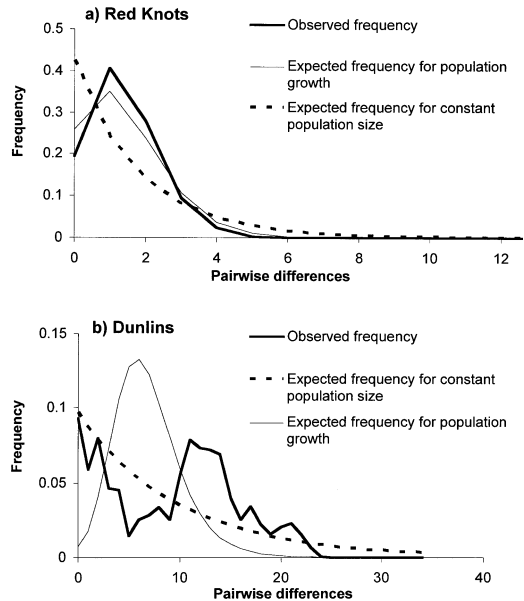 a) Red Knots
0.5
0.4
0.3
0.2
0.1
0
Frequency
0
2
4
6
8
10
12
Pairwise differences
Observed frequency
Expected frequency for population
growth
Expected frequency for constant
population size
b) Dunlins
0.15
0.1
0.05
0
Frequency
0
10
20
30
40
Pairwise differences
Observed frequency
Expected frequency for constant
population size
Expected frequency for population
growth